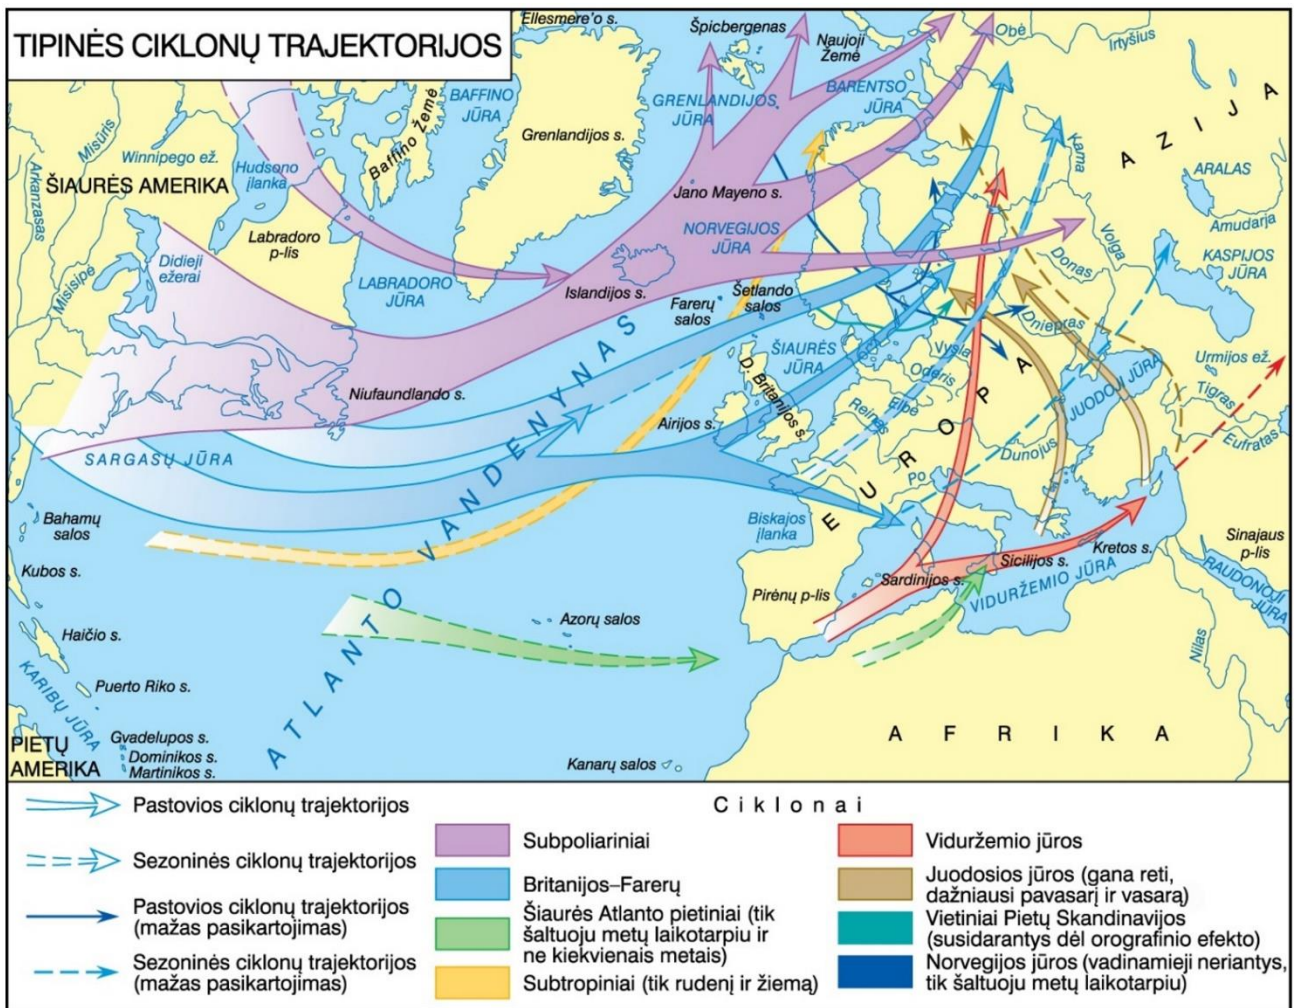 TIPINĖS CIKLONŲ TRAJEKTORIJOS
Ellesmere’o s.
Špicbergenas
Naujoji
Žemė
Obė
Irtyšius
BAFFINO
JŪRA
GRENLANDIJOS
JŪRA
BARENTSO
JŪRA
AZIJA
Misūris
Winnipego ež.
Baffino Žemė
Grenlandijos s.
Kama
Arkanzasas
Hudsono
įlanka
ŠIAURĖS AMERIKA
Jano Mayeno s.
ARALAS
Amudarja
Labradoro
p-lis
NORVEGIJOS
JŪRA
Volga
Didieji
ežerai
Misisipė
LABRADORO
JŪRA
Islandijos s.
Farerų
salos
Šetlando
salos
Donas
KASPIJOS
JŪRA
Dniepras
ŠIAURĖS
JŪRA
Vysla
Oderis
Urmijos ež.
D. Britanijos s.
Elbė
Reinas
JUODOJI JŪRA
Tigras
Niufaundlando s.
Airijos s.
EUROPA
Dunojus
Eufratas
SARGASŲ JŪRA
Po
ATLANTO VANDENYNAS
Bahamų
salos
Biskajos
įlanka
Kretos s.
Sinajaus
p-lis
Kubos s.
Sardinijos s.
Sicilijos s.
VIDURŽEMIO JŪRA
RAUDONOJI
JŪRA
Pirėnų p-lis
Azorų salos
Haičio s.
Nilas
KARIBŲ JŪRA
Puerto Riko s.
PIETŲ
AMERIKA
Gvadelupos s.
Dominikos s.
Martinikos s.
Kanarų salos
AFRIKA
Pastovios ciklonų trajektorijos
Sezoninės ciklonų trajektorijos
Pastovios ciklonų trajektorijos
(mažas pasikartojimas)
Sezoninės ciklonų trajektorijos
(mažas pasikartojimas)
Ciklonai
Subpoliariniai
Britanijos–Farerų
Šiaurės Atlanto pietiniai (tik
šaltuoju metų laikotarpiu ir
ne kiekvienais metais)
Subtropiniai (tik rudenį ir žiemą)
Viduržemio jūros
Juodosios jūros (gana reti,
dažniausi pavasarį ir vasarą)
Vietiniai Pietų Skandinavijos
(susidarantys dėl orografinio efekto)
Norvegijos jūros (vadinamieji neriantys,
tik šaltuoju metų laikotarpiu)